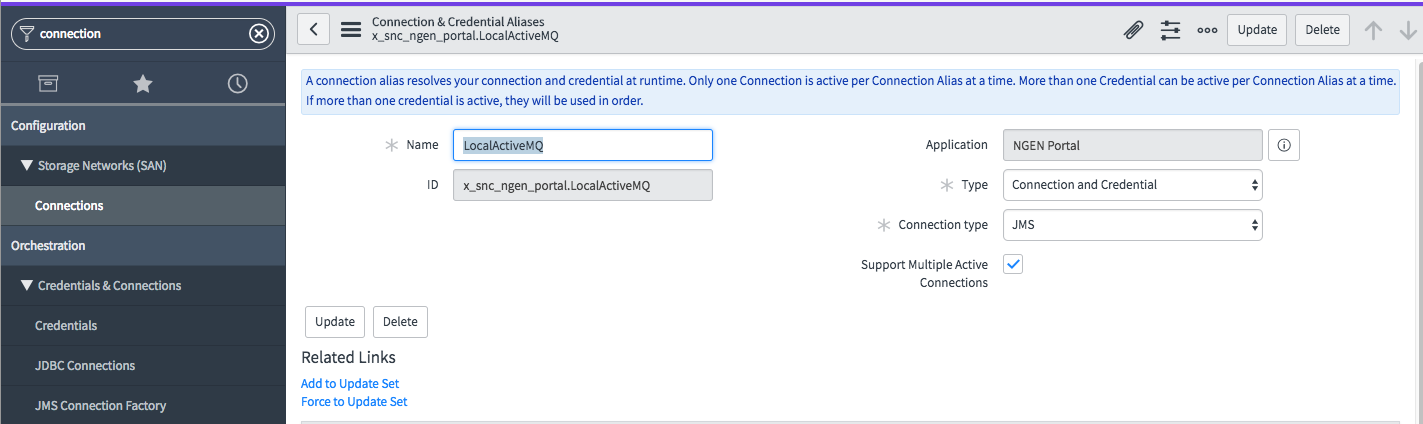 connection
Configuration
Storage Networks (SAN)
Connections
Orchestration
Credentials & Connections
Credentials
JDBC Connections
JMS Connection Factory
Connection & Credential Aliases
x_snc_ngen_portal.LocalActiveMQ
Update
Delete
A connection alias resolves your connection and credential at runtime. Only one Connection is active per Connection Alias at a time. More than one Credential can be active per Connection Alias at a time.
If more than one credential is active, they will be used in order.
Name LocalActiveMQ
ID x_snc_ngen_portal.LocalActiveMQ
Application NGEN Portal
Type Connection and Credential
Connection type JMS
Support Multiple Active
Connections
Update Delete
Related Links
Add to Update Set
Force to Update Set